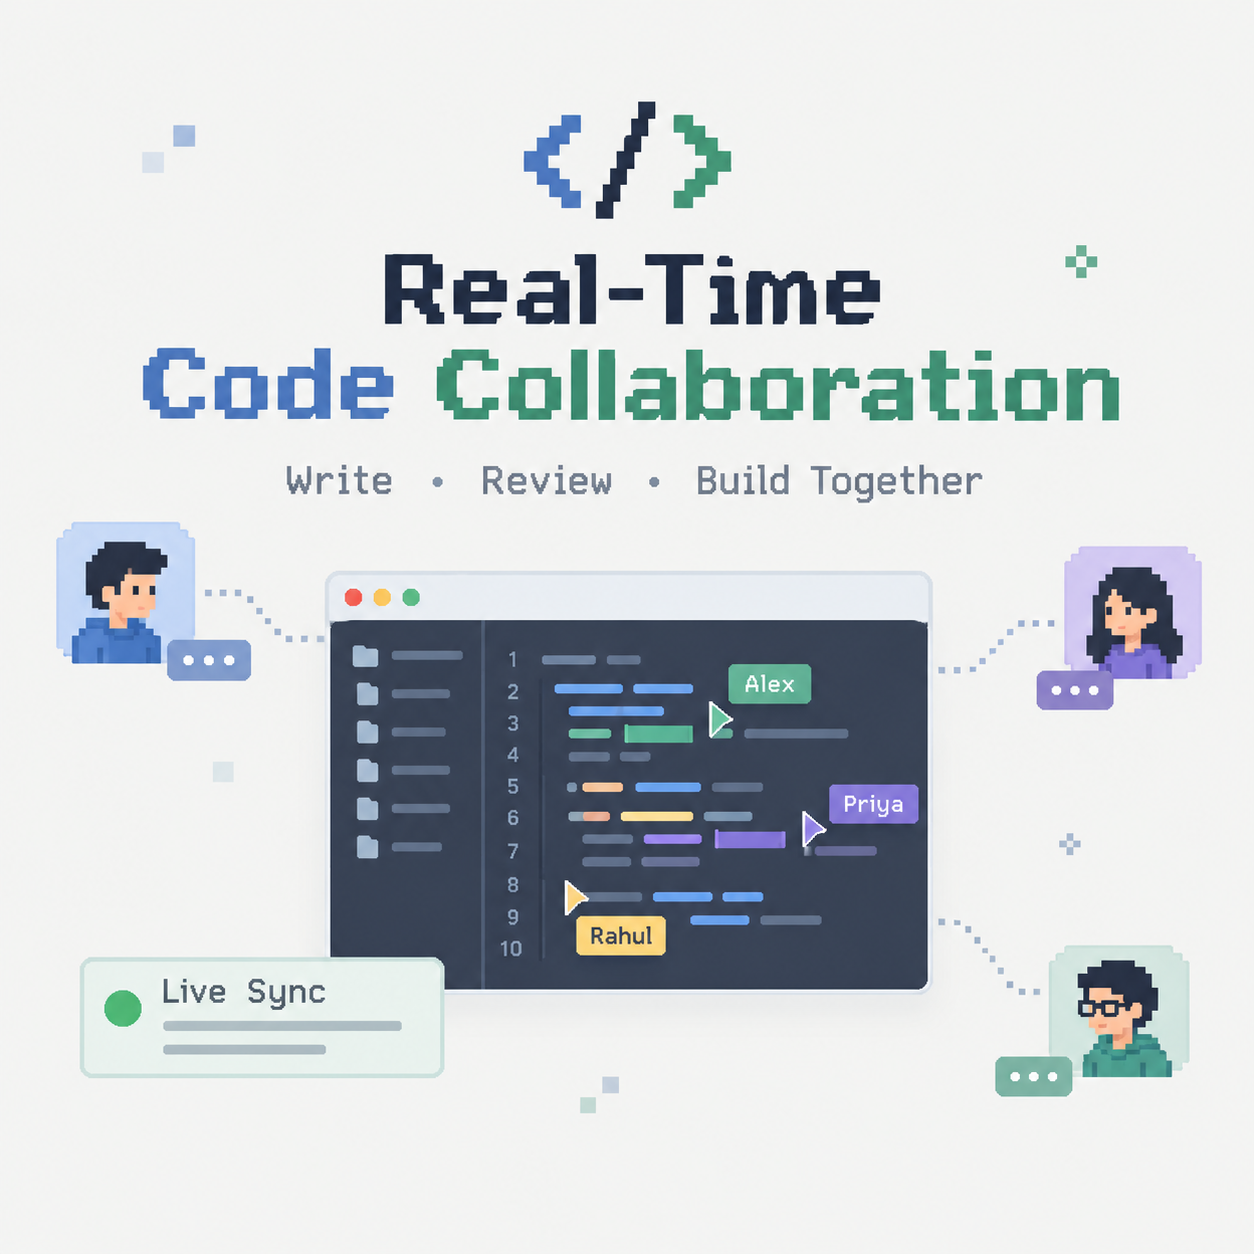 </>
Real-Time
Code Collaboration
Write • Review • Build Together
1
Alex
2
3
4
5
Priya
6
7
8
9
Rahul
10
Live Sync